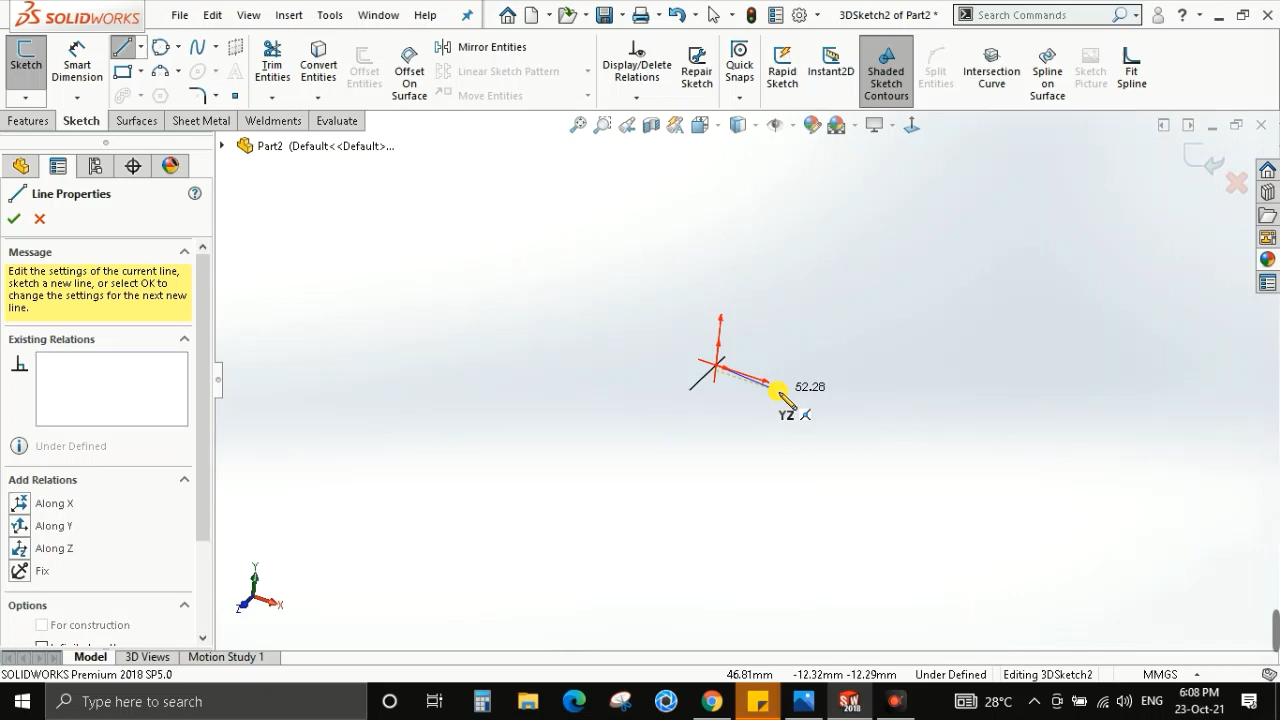 SOLIDWORKS File Edit View Insert Tools Window Help 3DSketch2 of Part2 * Search Commands
Sketch
Smart
Dimension
Trim
Entities
Convert
Entities
Offset
Entities
Offset
On
Surface
Mirror Entities
Linear Sketch Pattern
Move Entities
Display/Delete
Relations
Repair
Sketch
Quick
Snaps
Rapid
Sketch
Instant2D
Shaded
Sketch
Contours
Split
Entities
Intersection
Curve
Spline
on
Surface
Sketch
Picture
Fit
Spline
Features Sketch Surfaces Sheet Metal Weldments Evaluate
Part2 (Default<<Default>...
Line Properties
Message
Edit the settings of the current line,
sketch a new line, or select OK to
change the settings for the next new
line.
Existing Relations
Under Defined
Add Relations
Along X
Along Y
Along Z
Fix
Options
For construction
52.28
YZ
Y
Z X
Model 3D Views Motion Study 1
SOLIDWORKS Premium 2018 SP5.0 46.81mm -12.32mm -12.29mm Under Defined Editing 3DSketch2 MMGS
Type here to search 28°C ENG 6:08 PM
23-Oct-21